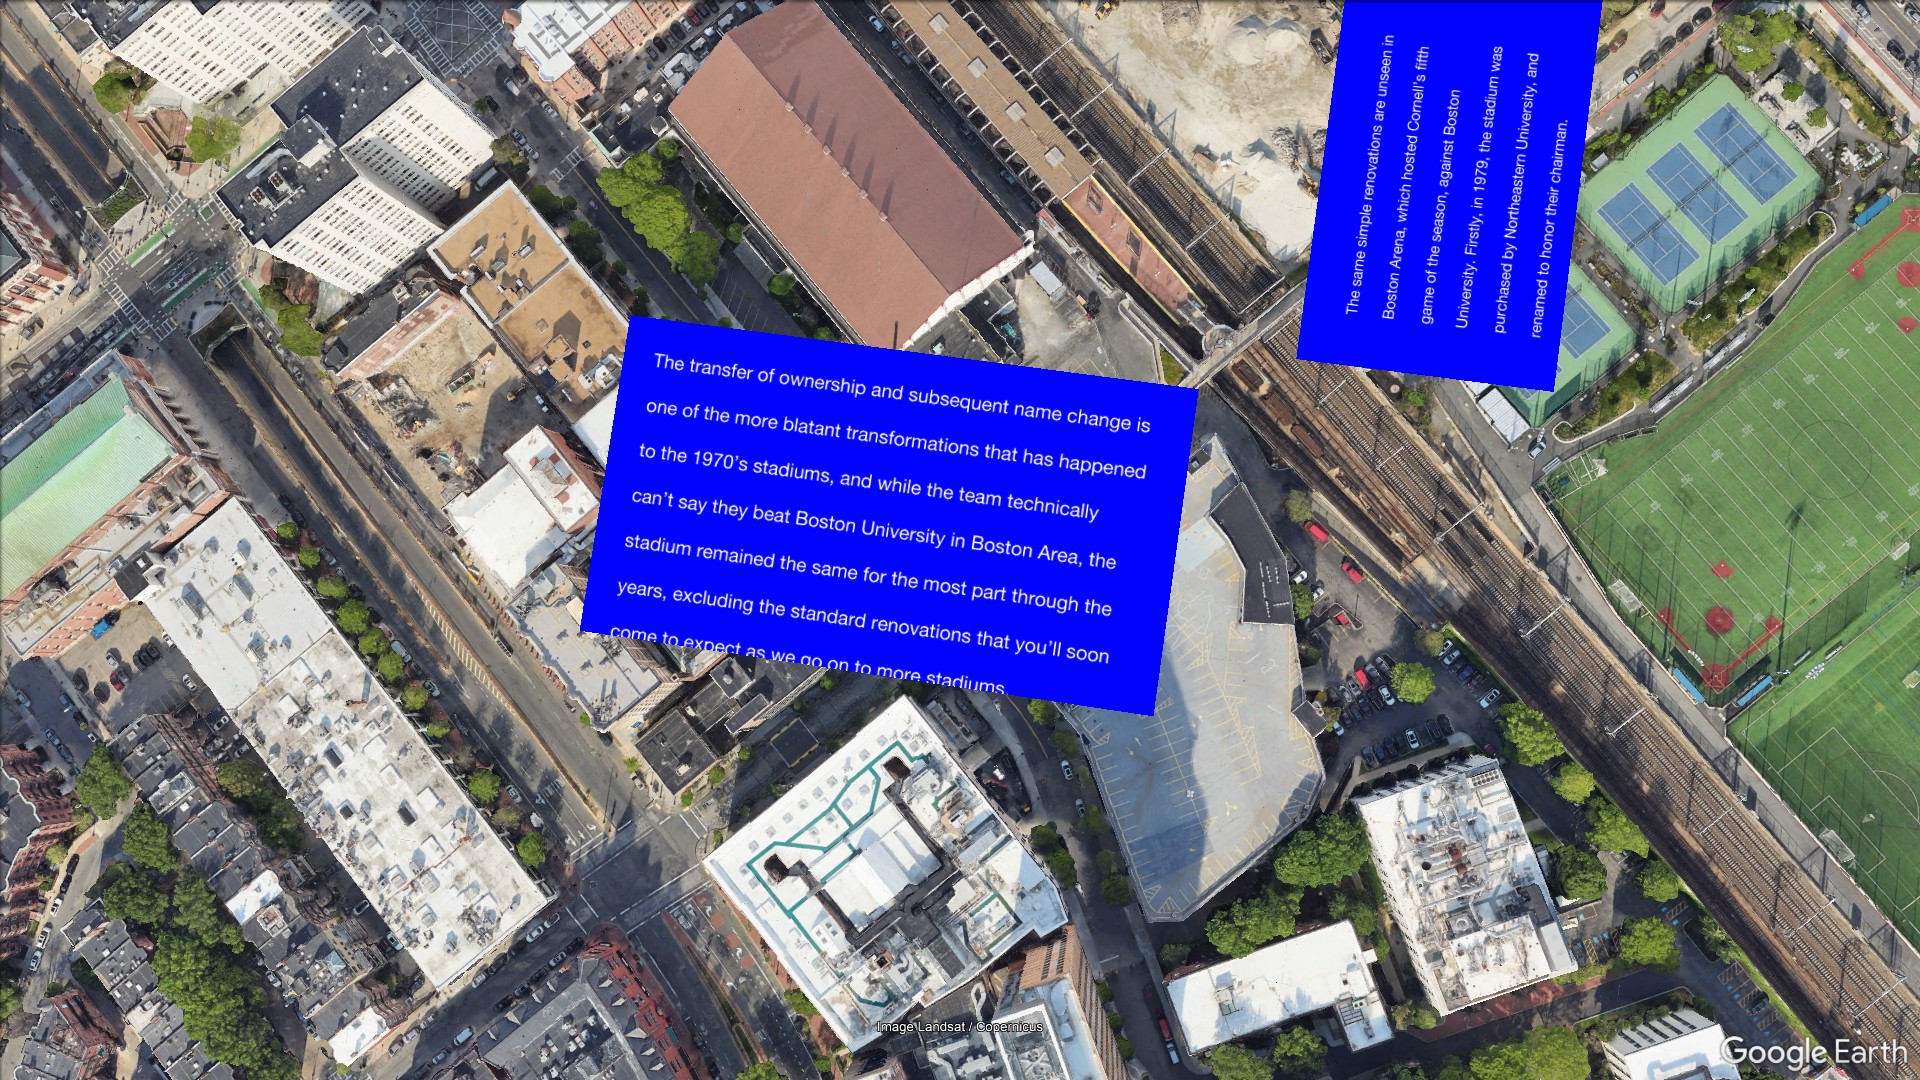 The same simple renovations are unseen in
Boston Arena, which hosted Cornell's fifth
game of the season, against Boston
University. Firstly, in 1979, the stadium was
purchased by Northeastern University, and
renamed to honor their chairman.
The transfer of ownership and subsequent name change is
one of the more blatant transformations that has happened
to the 1970's stadiums, and while the team technically
can't say they beat Boston University in Boston Area, the
stadium remained the same for the most part through the
years, excluding the standard renovations that you'll soon
come to expect as we go on to more stadiums.
Image Landsat / Copernicus
Google Earth